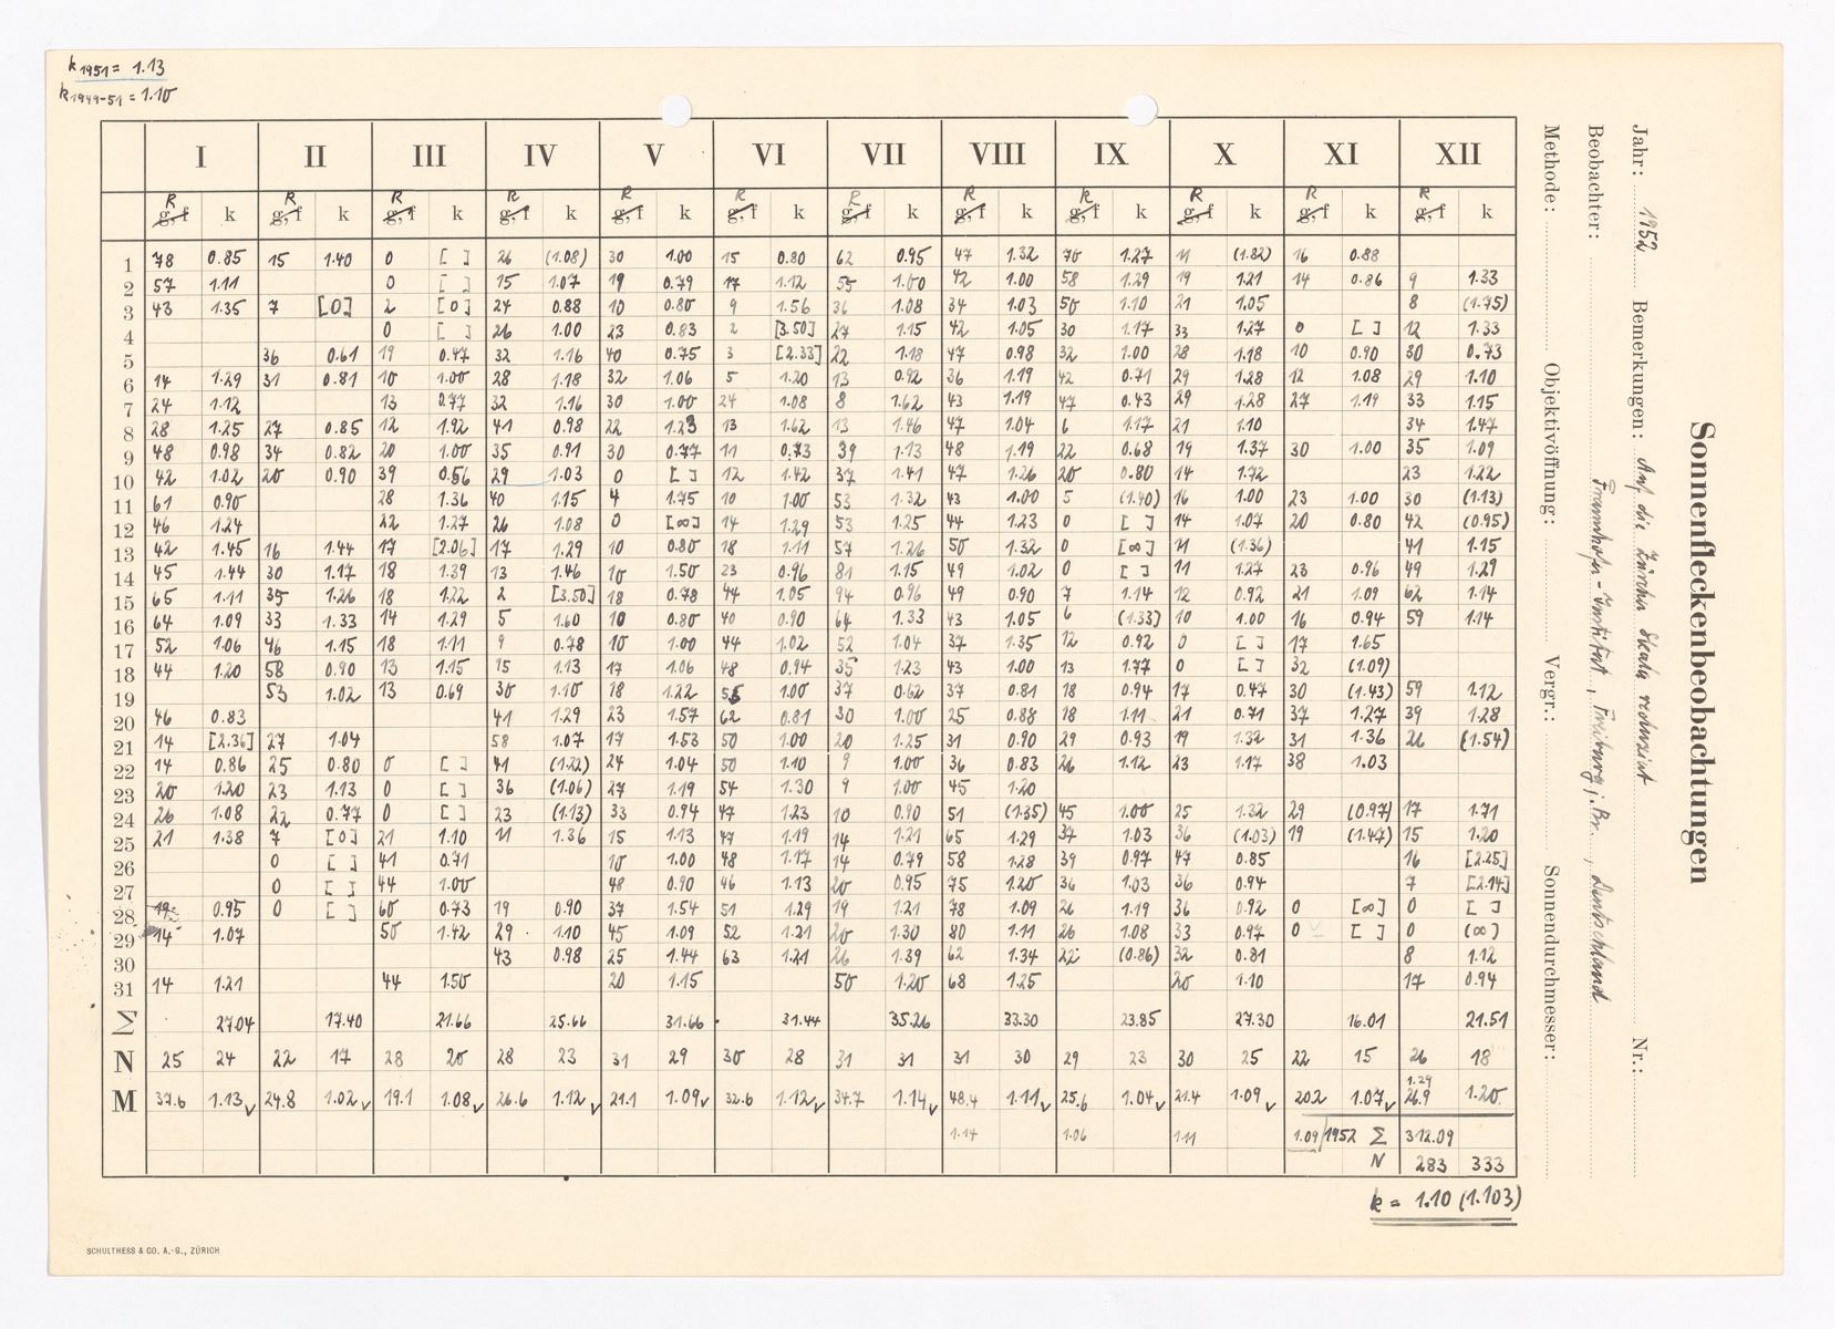 k1951 = 1.13
k1949-51 = 1.10
I II III IV V VI VII VIII IX X XI XII
R R R R R R R R k R R R
g,f k g,f k g,f k g,f k g,f k g,f k g,f k g,f k g,f k g,f k g,f k g,f k
1 78 0.85 15 1.40 0 [ ] 26 (1.08) 30 1.00 15 0.80 62 0.95 47 1.32 70 1.27 11 (1.82) 16 0.88
2 57 1.11 0 [ ] 15 1.07 19 0.79 17 1.12 55 1.00 42 1.00 58 1.29 19 1.21 14 0.86 9 1.33
3 43 1.35 7 [0] 2 [0] 24 0.88 10 0.80 9 1.56 36 1.08 34 1.03 50 1.10 21 1.05 8 (1.75)
4 0 [ ] 26 1.00 23 0.83 2 [3.50] 27 1.15 42 1.05 30 1.17 33 1.27 0 [ ] 12 1.33
5 36 0.61 19 0.47 32 1.16 40 0.75 3 [2.33] 22 1.18 47 0.98 32 1.00 28 1.18 10 0.90 30 0.73
6 14 1.29 31 0.81 10 1.00 28 1.18 32 1.06 5 1.20 13 0.92 36 1.19 42 0.71 29 1.28 12 1.08 29 1.10
7 24 1.12 13 0.77 32 1.16 30 1.00 24 1.08 8 1.62 43 1.19 47 0.43 29 1.28 27 1.19 33 1.15
8 28 1.25 27 0.85 12 1.92 41 0.98 22 1.23 13 1.62 13 1.46 47 1.04 6 1.17 21 1.10 34 1.47
9 48 0.98 34 0.82 20 1.00 35 0.91 30 0.77 11 0.73 39 1.13 48 1.19 22 0.68 19 1.37 30 1.00 35 1.09
10 42 1.02 20 0.90 39 0.56 29 1.03 0 [ ] 12 1.42 37 1.41 47 1.26 20 0.80 14 1.72 23 1.22
11 61 0.90 28 1.36 40 1.15 4 1.75 10 1.00 53 1.32 43 1.00 5 (1.40) 16 1.00 23 1.00 30 (1.13)
12 46 1.24 22 1.27 26 1.08 0 [∞] 14 1.29 53 1.25 44 1.23 0 [ ] 14 1.07 20 0.80 42 (0.95)
13 42 1.45 16 1.44 17 [2.06] 17 1.29 10 0.80 18 1.11 57 1.26 50 1.32 0 [∞] 11 (1.36) 41 1.15
14 45 1.44 30 1.17 18 1.39 13 1.46 10 1.50 23 0.96 81 1.15 49 1.02 0 [ ] 11 1.27 23 0.96 49 1.29
15 65 1.11 35 1.26 18 1.22 2 [3.50] 18 0.78 44 1.05 94 0.96 49 0.90 7 1.14 12 0.92 21 1.09 62 1.14
16 64 1.09 33 1.33 14 1.29 5 1.60 10 0.80 40 0.90 64 1.33 43 1.05 6 (1.33) 10 1.00 16 0.94 59 1.14
17 52 1.06 46 1.15 18 1.11 9 0.78 10 1.00 44 1.02 52 1.04 37 1.35 12 0.92 0 [ ] 17 1.65
18 44 1.20 58 0.90 13 1.15 15 1.13 17 1.06 48 0.94 35 1.23 43 1.00 13 1.77 0 [ ] 32 (1.09)
19 53 1.02 13 0.69 30 1.10 18 1.22 1.00 37 0.62 37 0.81 18 0.94 17 0.47 30 (1.43) 59 1.12
20 46 0.83 41 1.29 23 1.57 62 0.81 30 1.00 25 0.88 18 1.11 21 0.71 37 1.27 39 1.28
21 14 [2.36] 27 1.04 58 1.07 17 1.53 50 1.00 20 1.25 31 0.90 29 0.93 19 1.32 31 1.36 26 (1.54)
22 14 0.86 25 0.80 0 [ ] 41 (1.22) 24 1.04 50 1.10 9 1.00 36 0.83 26 1.12 23 1.17 38 1.03
23 20 1.20 23 1.13 0 [ ] 36 (1.06) 27 1.19 54 1.30 9 1.00 45 1.20
24 26 1.08 22 0.77 0 [ ] 23 (1.13) 33 0.94 47 1.23 10 0.90 51 (1.35) 45 1.00 25 1.32 29 (0.97) 17 1.71
25 21 1.38 7 [0] 21 1.10 11 1.36 15 1.13 47 1.19 14 1.21 65 1.29 37 1.03 36 (1.03) 19 (1.47) 15 1.20
26 0 [ ] 41 0.71 10 1.00 48 1.17 14 0.79 58 1.28 39 0.97 47 0.85 16 [2.25]
27 0 [ ] 44 1.00 48 0.90 46 1.13 20 0.95 75 1.20 36 1.03 36 0.94 7 [2.14]
28 19 0.95 0 [ ] 60 0.73 19 0.90 37 1.54 51 1.29 19 1.21 78 1.09 26 1.19 36 0.92 0 [∞] 0 [ ]
29 14 1.07 50 1.42 29 1.10 45 1.09 52 1.21 20 1.30 80 1.11 26 1.08 33 0.97 0 [ ] 0 (∞)
30 43 0.98 25 1.44 63 1.21 26 1.39 62 1.34 22 (0.86) 32 0.81 8 1.12
31 14 1.21 44 1.50 20 1.15 50 1.20 68 1.25 20 1.10 17 0.94
Σ 27.04 17.40 21.66 25.66 31.66 31.44 35.26 33.30 23.85 27.30 16.01 21.51
N 25 24 22 17 28 20 28 23 31 29 30 28 31 31 31 30 29 23 30 25 22 15 26 18
1.29
M 37.6 1.13 24.8 1.02 19.1 1.08 26.6 1.12 21.1 1.09 32.6 1.12 34.7 1.14 48.4 1.11 25.6 1.04 21.4 1.09 20.2 1.07 26.9 1.20
1.14 1.06 1.11 1.09 1952 Σ 312.09
N 283 333
k = 1.10 (1.103)
SCHULTHESS & CO. A.-G., ZÜRICH
Sonnenfleckenbeobachtungen
Jahr: 1952 Bemerkungen: Auf die Zürcher Skala reduziert Nr.:
Beobachter: Fraunhofer-Institut, Freiburg i. Br., Deutschland
Methode: Objektivöffnung: Vergr.: Sonnendurchmesser: